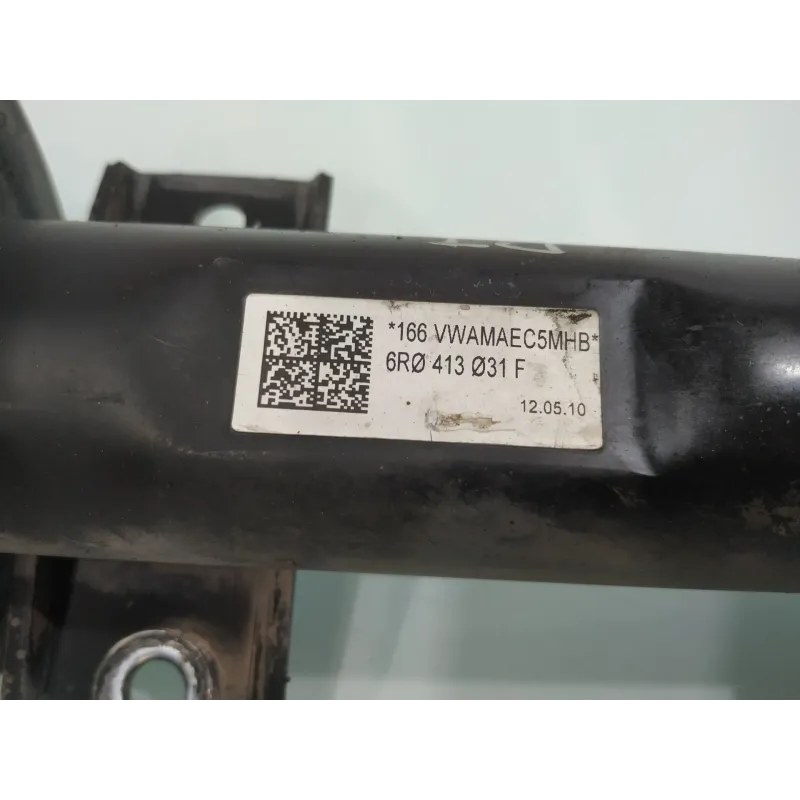 *166 VWAMAEC5MHB*
6RØ 413 Ø31 F
12.05.10